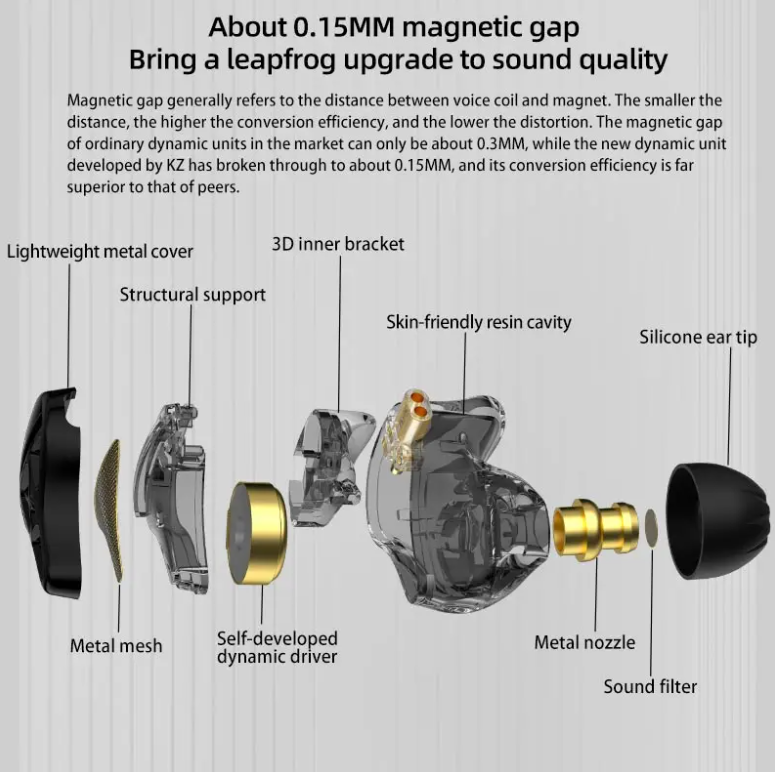 About 0.15MM magnetic gap
Bring a leapfrog upgrade to sound quality
Magnetic gap generally refers to the distance between voice coil and magnet. The smaller the
distance, the higher the conversion efficiency, and the lower the distortion. The magnetic gap
of ordinary dynamic units in the market can only be about 0.3MM, while the new dynamic unit
developed by KZ has broken through to about 0.15MM, and its conversion efficiency is far
superior to that of peers.
3D inner bracket
Lightweight metal cover
Structural support
Skin-friendly resin cavity
Silicone ear tip
Metal mesh
Self-developed
dynamic driver
Metal nozzle
Sound filter